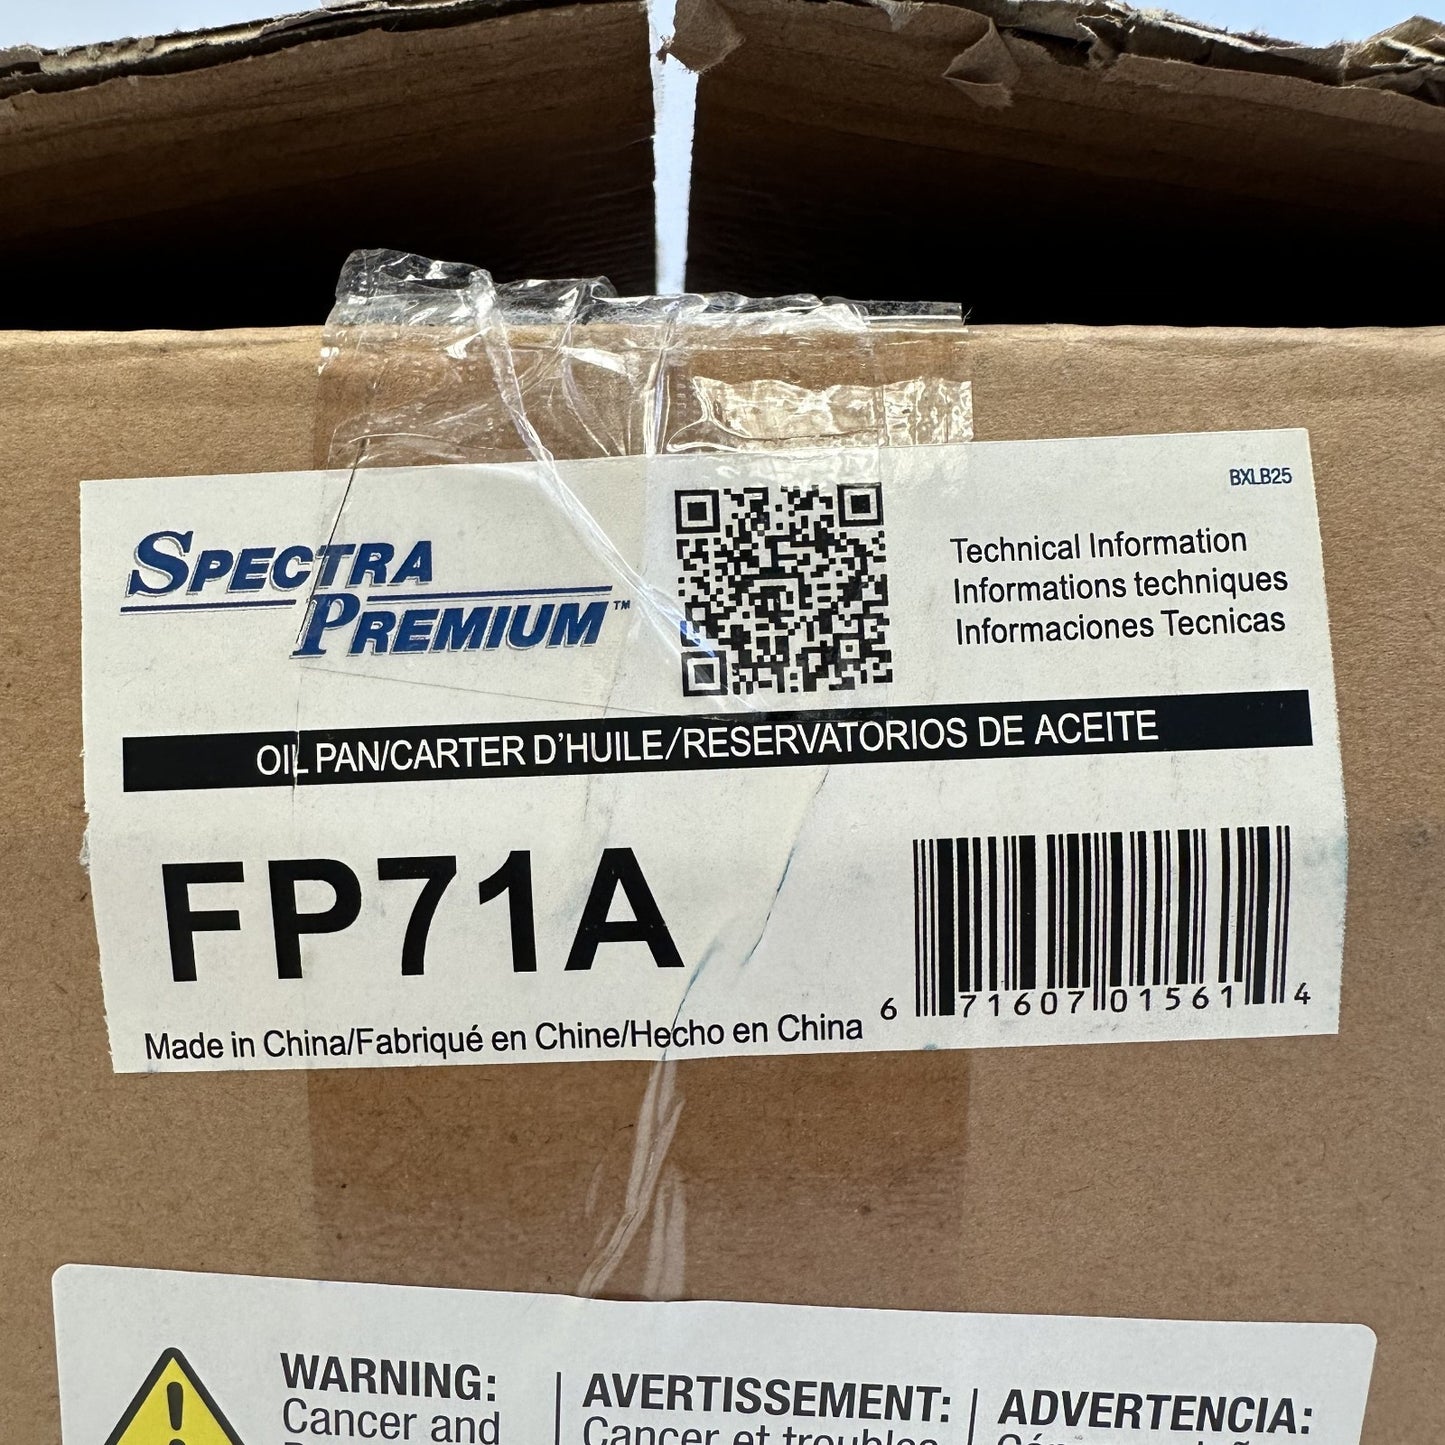 BXLB25
SPECTRA
PREMIUM™
Technical Information
Informations techniques
Informaciones Tecnicas
OIL PAN/CARTER D'HUILE/RESERVATORIOS DE ACEITE
FP71A
6 71607 01561 4
Made in China/Fabriqué en Chine/Hecho en China
WARNING:
Cancer and
AVERTISSEMENT:
Cancer et troubles
ADVERTENCIA: